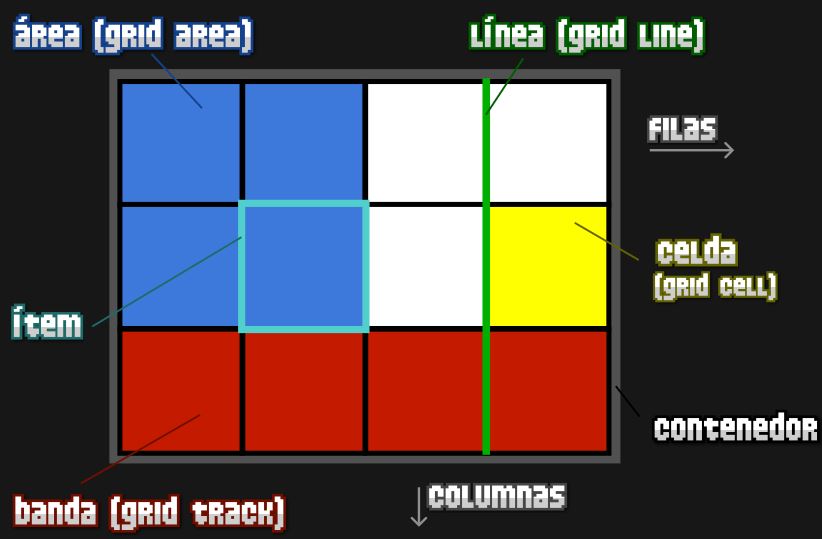 área (grid area)
línea (grid line)
filas
celda
(grid cell)
ítem
contenedor
columnas
banda (grid track)